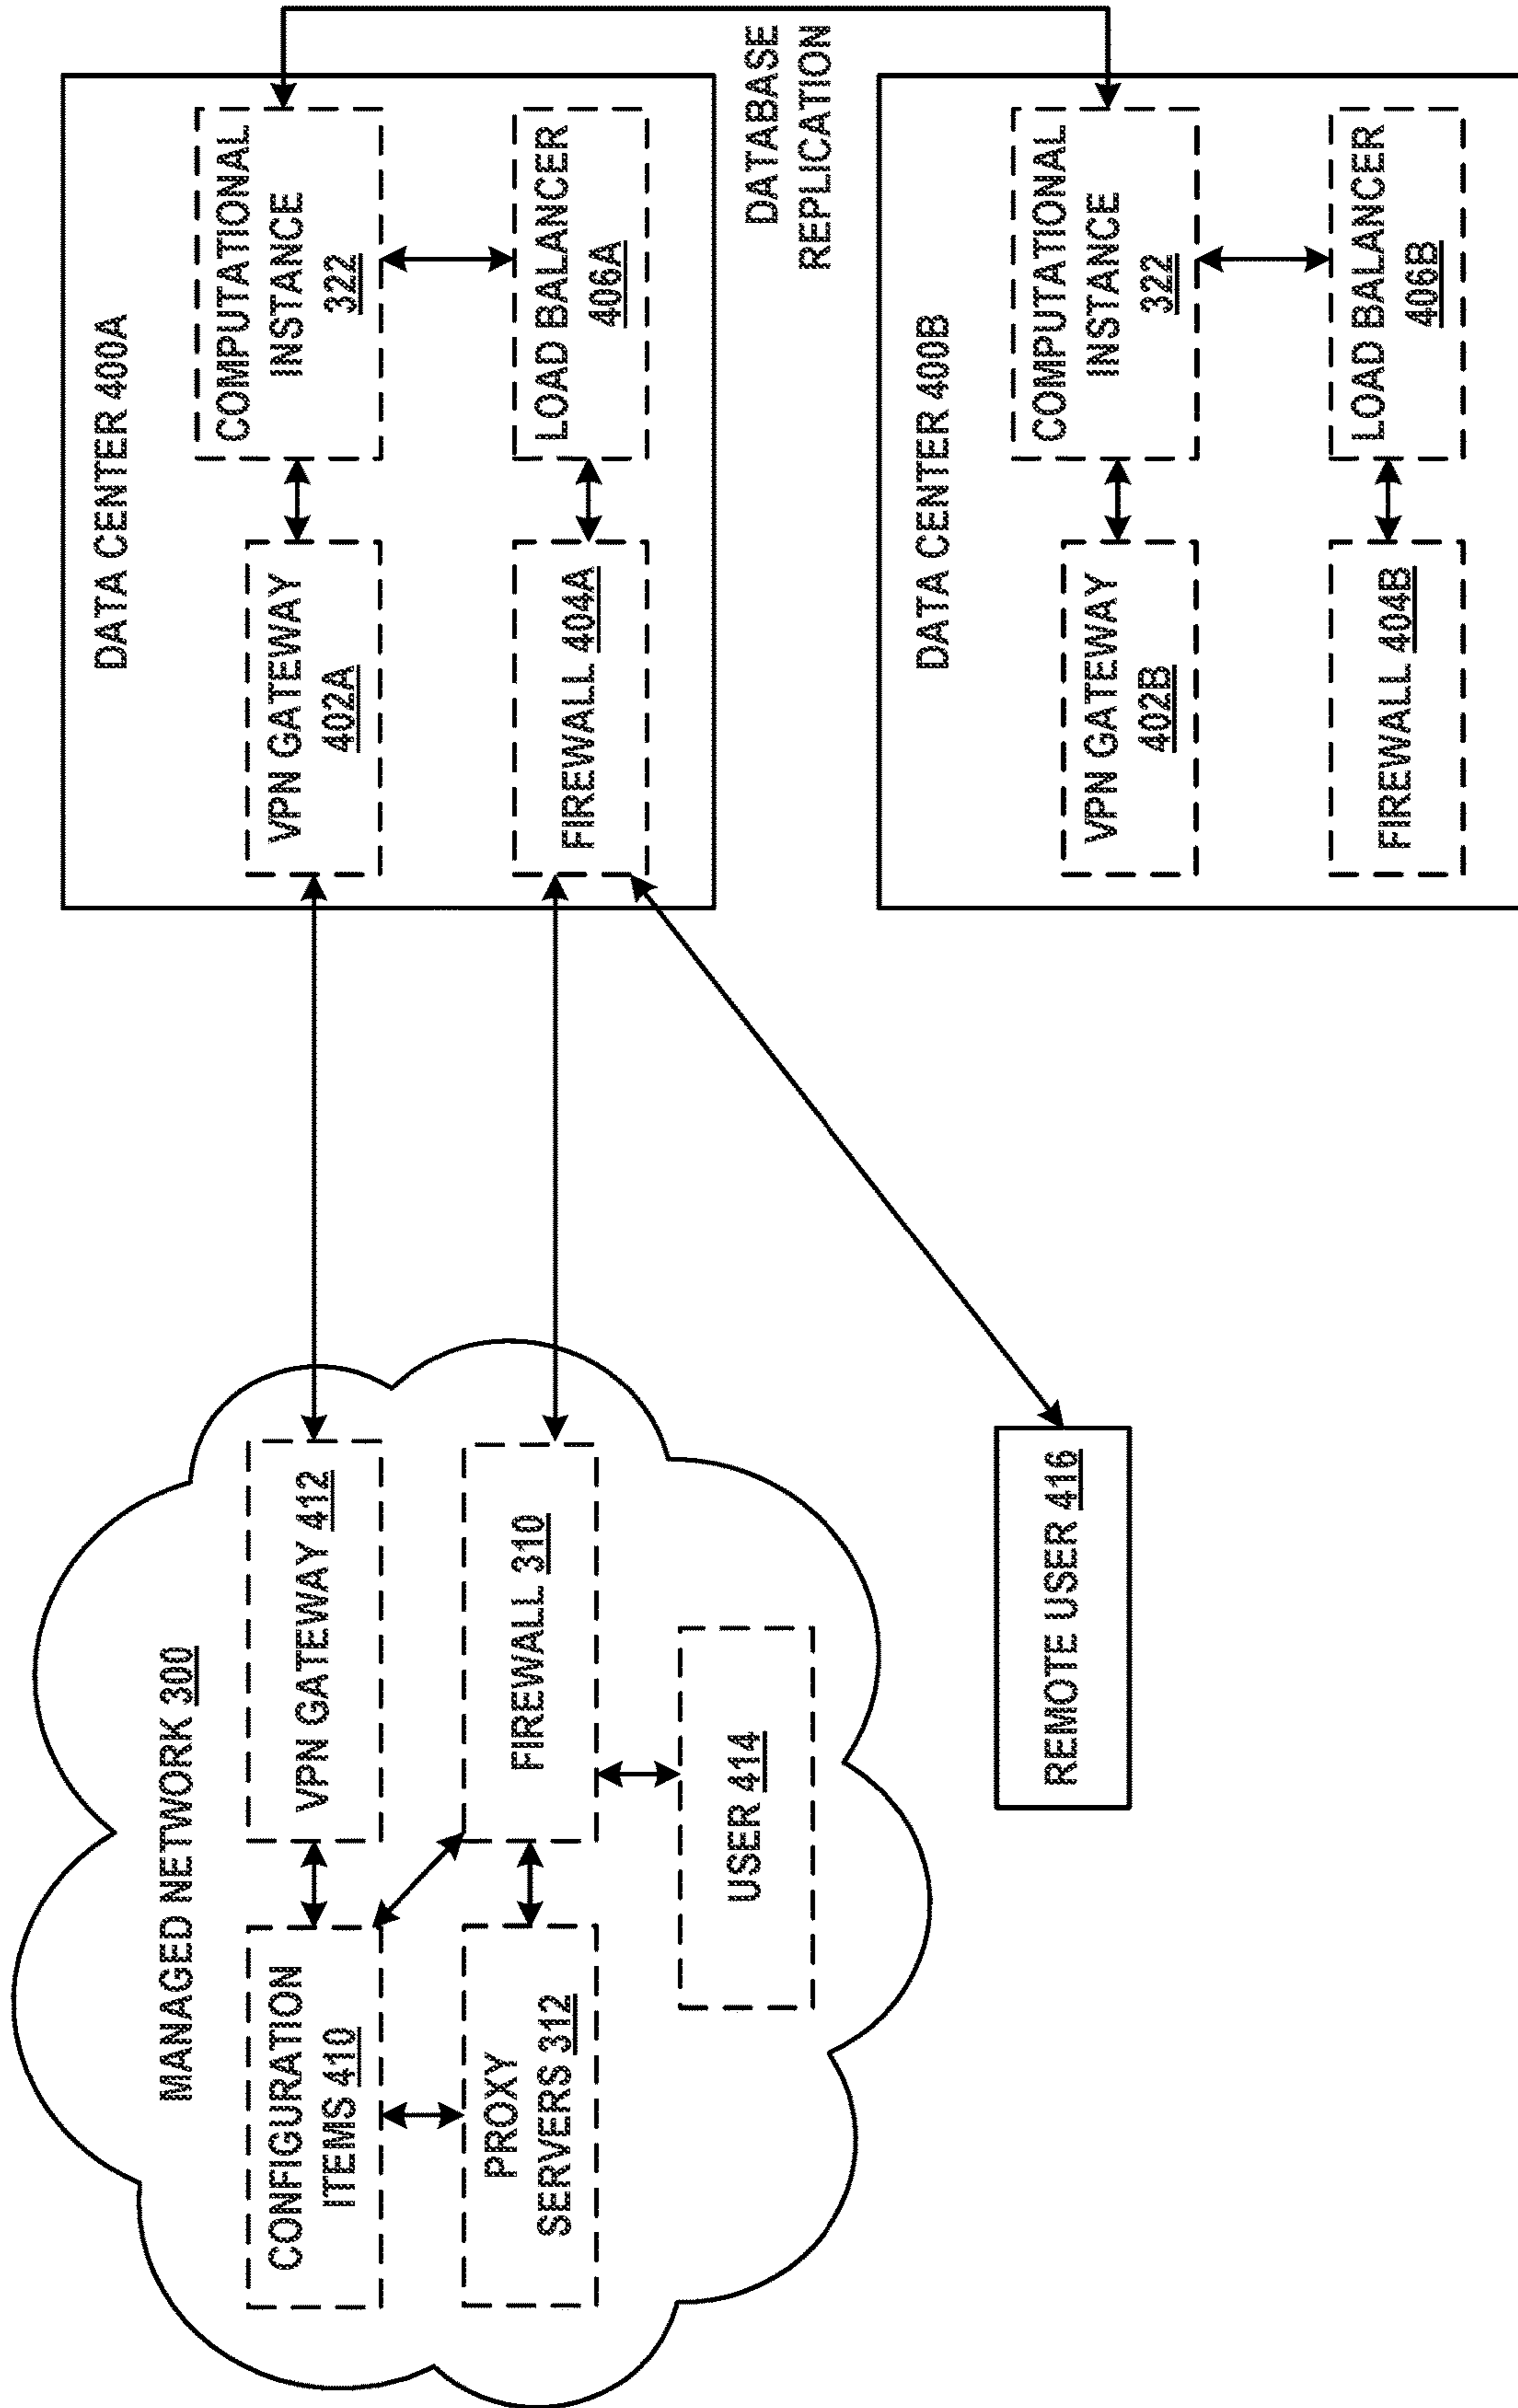 MANAGED NETWORK 300
CONFIGURATION
ITEMS 410
VPN GATEWAY 412
PROXY
SERVERS 312
FIREWALL 310
USER 414
REMOTE USER 416
DATA CENTER 400A
VPN GATEWAY
402A
COMPUTATIONAL
INSTANCE
322
FIREWALL 404A
LOAD BALANCER
406A
DATABASE
REPLICATION
DATA CENTER 400B
VPN GATEWAY
402B
COMPUTATIONAL
INSTANCE
322
FIREWALL 404B
LOAD BALANCER
406B